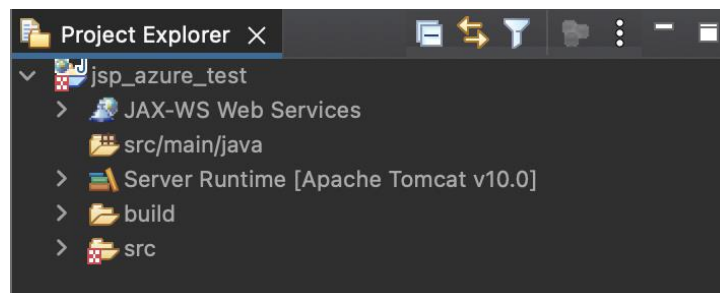 Project Explorer
jsp_azure_test
JAX-WS Web Services
src/main/java
Server Runtime [Apache Tomcat v10.0]
build
src